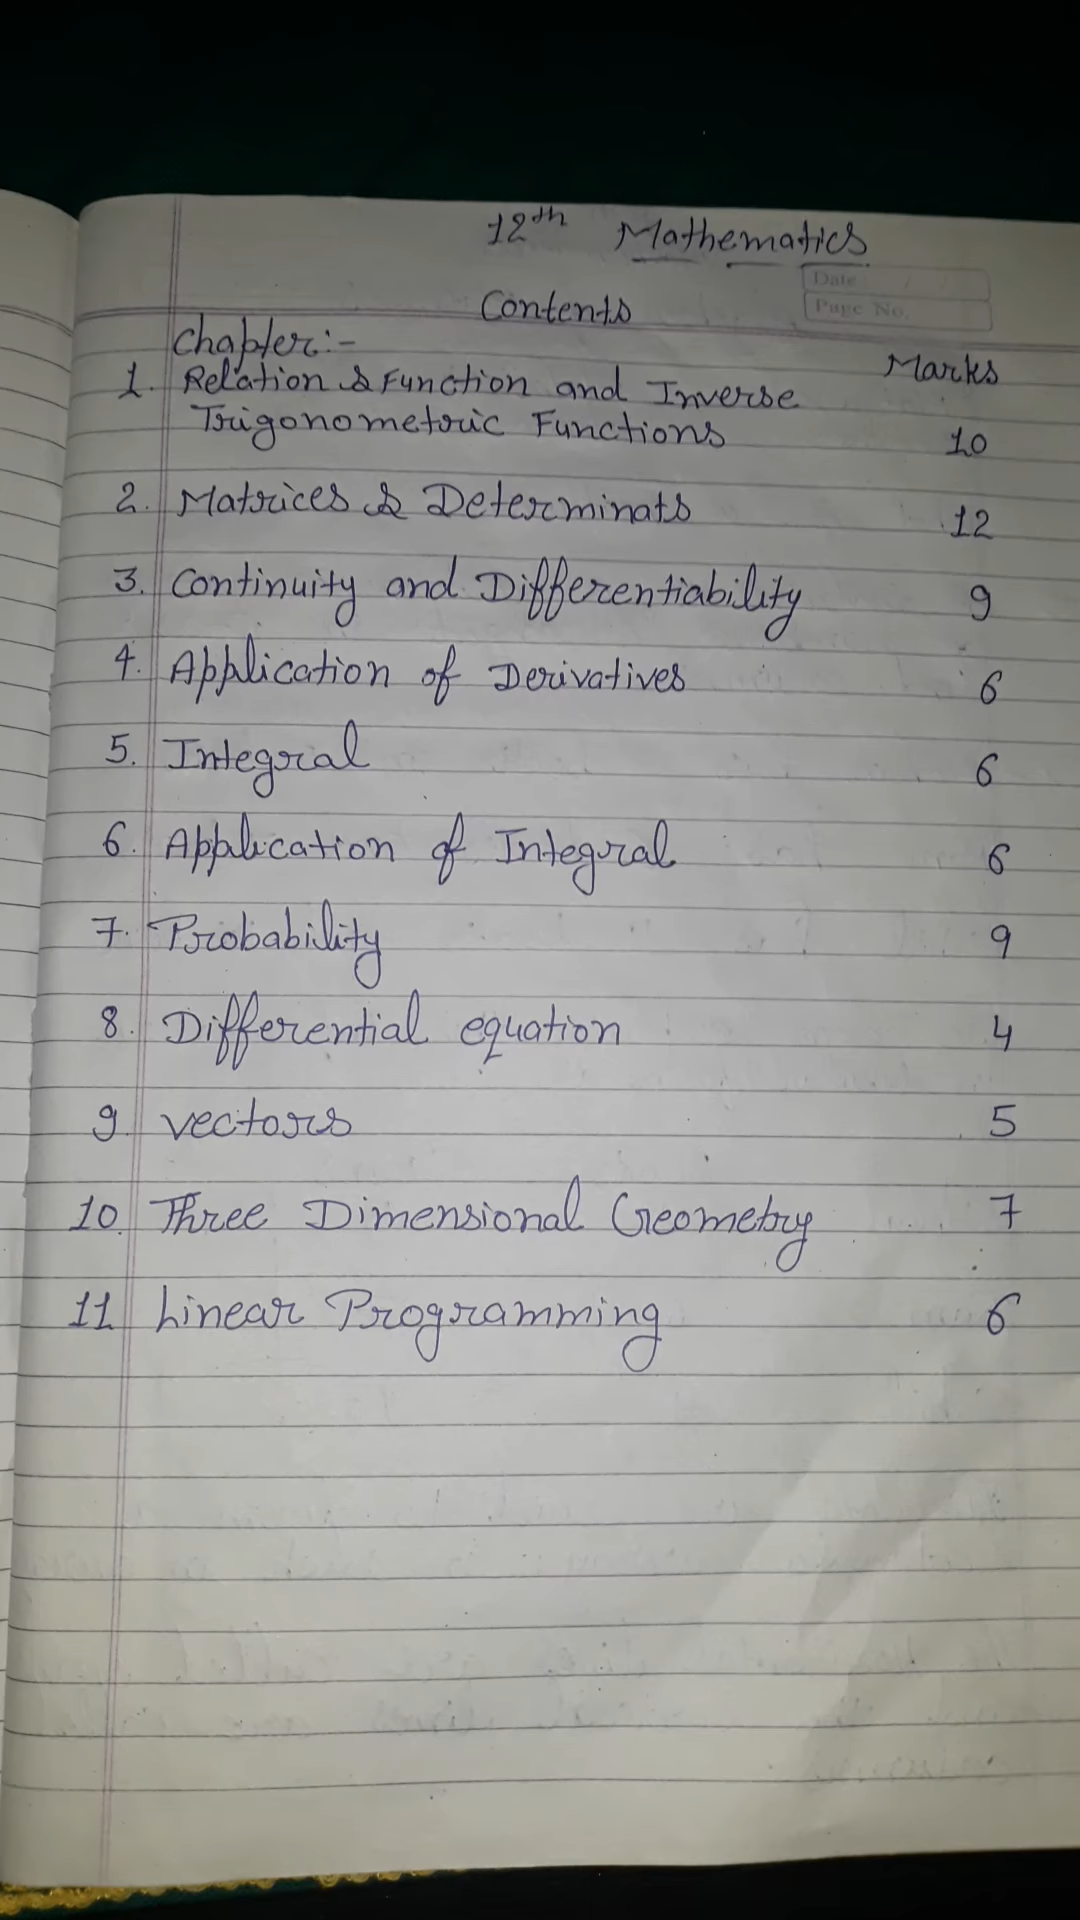 12th Mathematics
Date
Page No.
Contents
Chapter:-
Marks
1. Relation & Function and Inverse
Trigonometric Functions 10
2. Matrices & Determinats 12
3. Continuity and Differentiability 9
4. Application of Derivatives 6
5. Integral 6
6. Application of Integral 6
7. Probability 9
8. Differential equation 4
9. vectors 5
10. Three Dimensional Geometry 7
11 Linear Programming 6